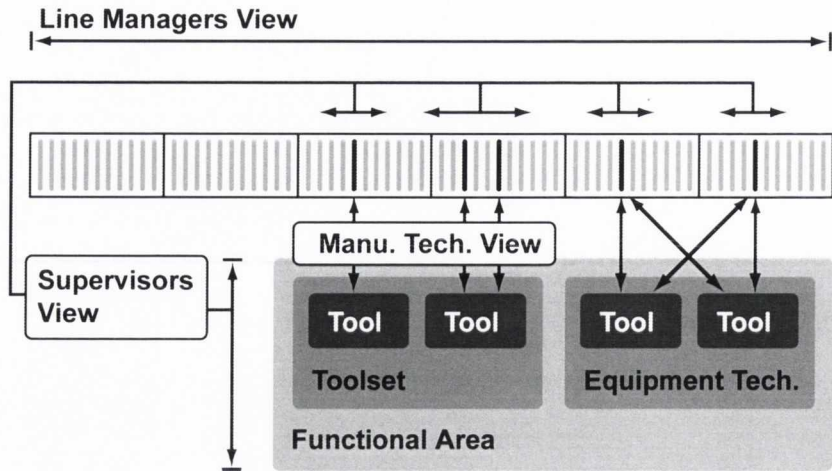 Line Managers View
Manu. Tech. View
Supervisors
View
Tool
Tool
Tool
Tool
Toolset
Equipment Tech.
Functional Area